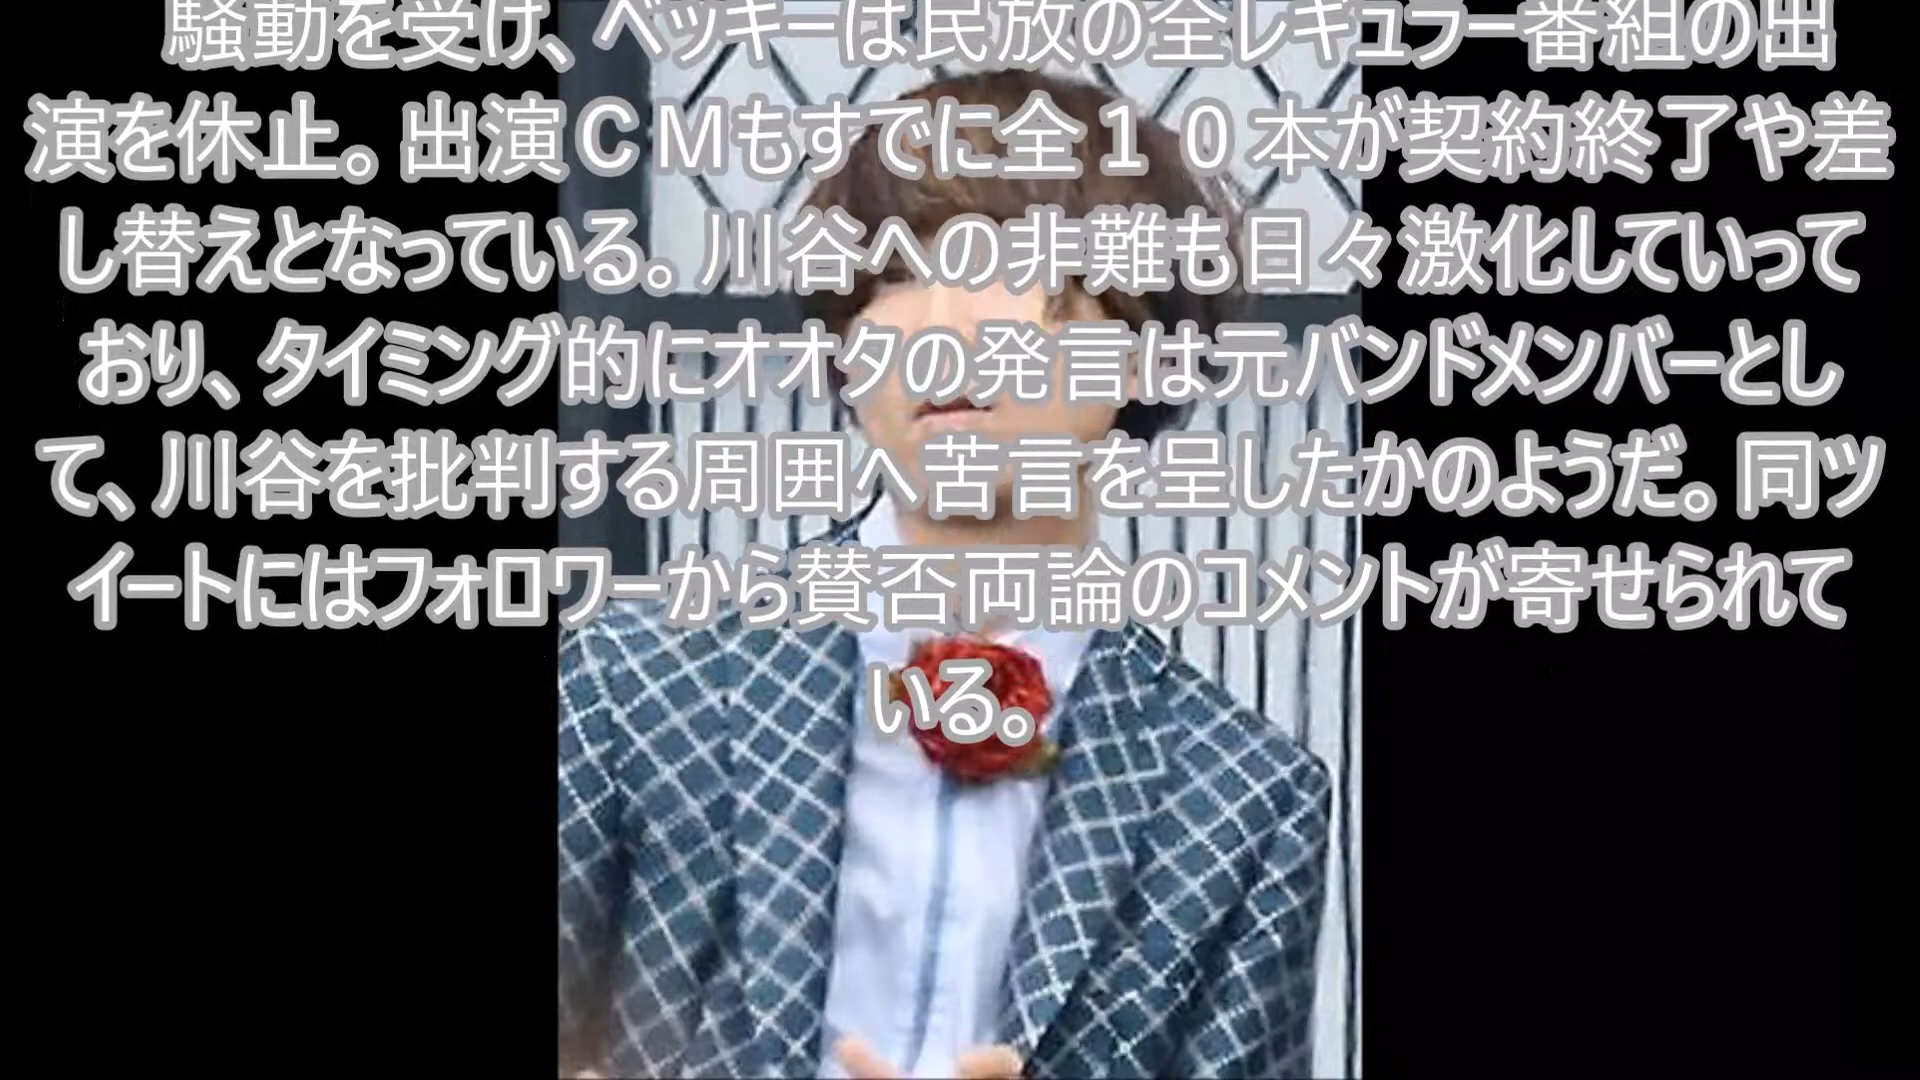 騒動を受け、ベッキーは民放の全レギュラー番組の出
演を休止。出演ＣＭもすでに全１０本が契約終了や差
し替えとなっている。川谷への非難も日々激化していって
おり、タイミング的にオオタの発言は元バンドメンバーとし
て、川谷を批判する周囲へ苦言を呈したかのようだ。同ツ
イートにはフォロワーから賛否両論のコメントが寄せられて
いる。